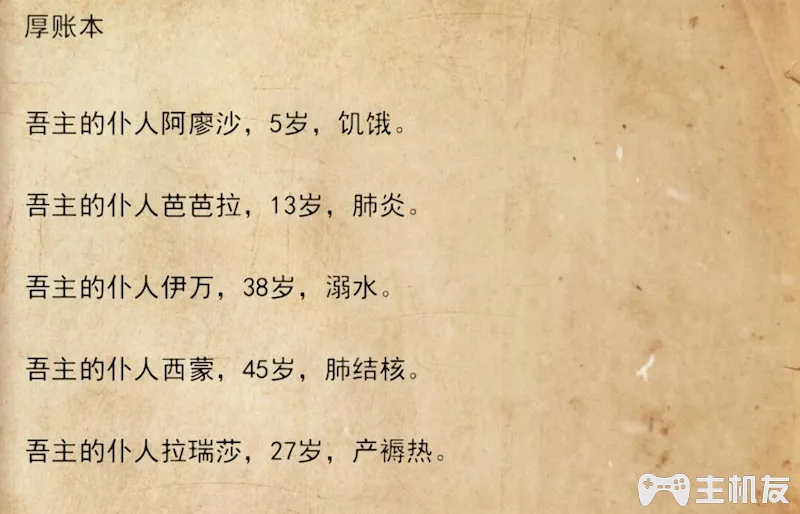 厚账本
吾主的仆人阿廖沙，5岁，饥饿。
吾主的仆人芭芭拉，13岁，肺炎。
吾主的仆人伊万，38岁，溺水。
吾主的仆人西蒙，45岁，肺结核。
吾主的仆人拉瑞莎，27岁，产褥热。
主机友